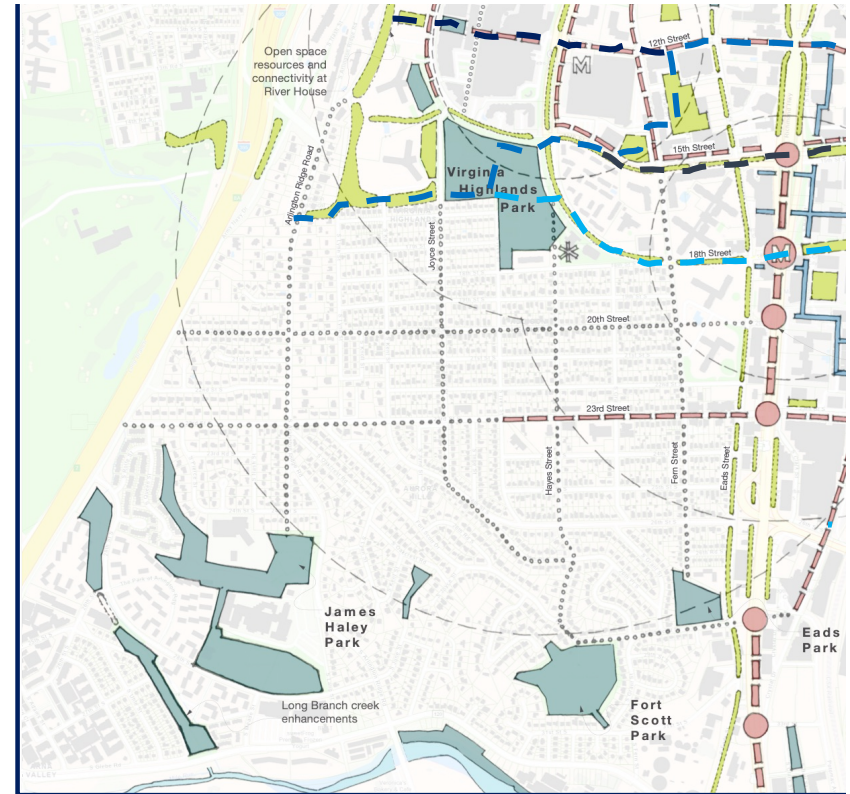 12th Street
Open space
resources and
connectivity at
River House
M
15th Street
Arlington Ridge Road
Virginia
Highlands
Park
Joyce Street
18th Street
M
20th Street
23rd Street
Hayes Street
Fern Street
Eads Street
James
Haley
Park
Eads
Park
Long Branch creek
enhancements
Fort
Scott
Park
VALLEY